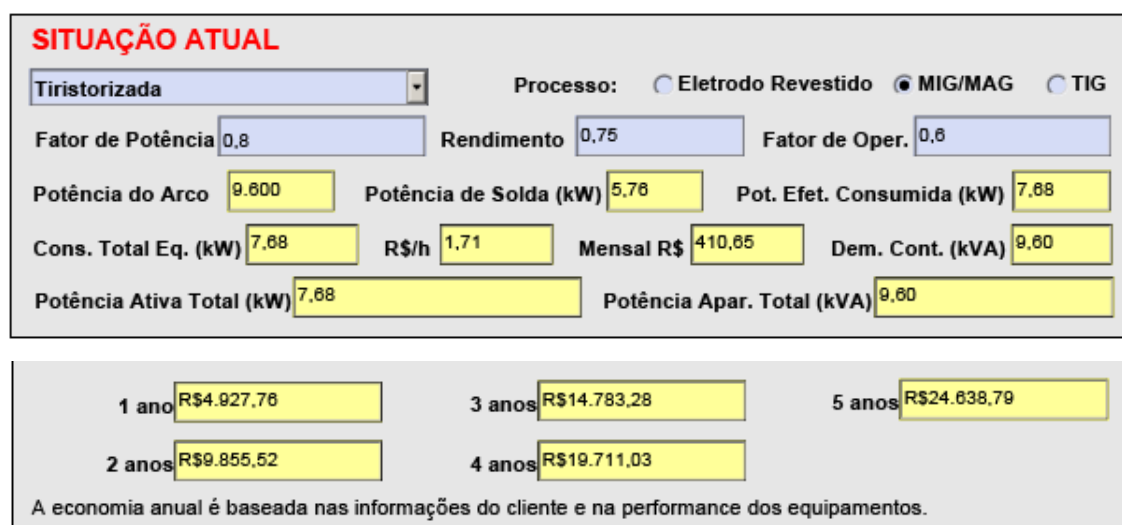 SITUAÇÃO ATUAL
Tiristorizada Processo: Eletrodo Revestido MIG/MAG TIG
Fator de Potência 0,8 Rendimento 0,75 Fator de Oper. 0,6
Potência do Arco 9.600 Potência de Solda (kW) 5,76 Pot. Efet. Consumida (kW) 7,68
Cons. Total Eq. (kW) 7,68 R$/h 1,71 Mensal R$ 410,65 Dem. Cont. (kVA) 9,60
Potência Ativa Total (kW) 7,68 Potência Apar. Total (kVA) 9,60
1 ano R$4.927,76 3 anos R$14.783,28 5 anos R$24.638,79
2 anos R$9.855,52 4 anos R$19.711,03
A economia anual é baseada nas informações do cliente e na performance dos equipamentos.